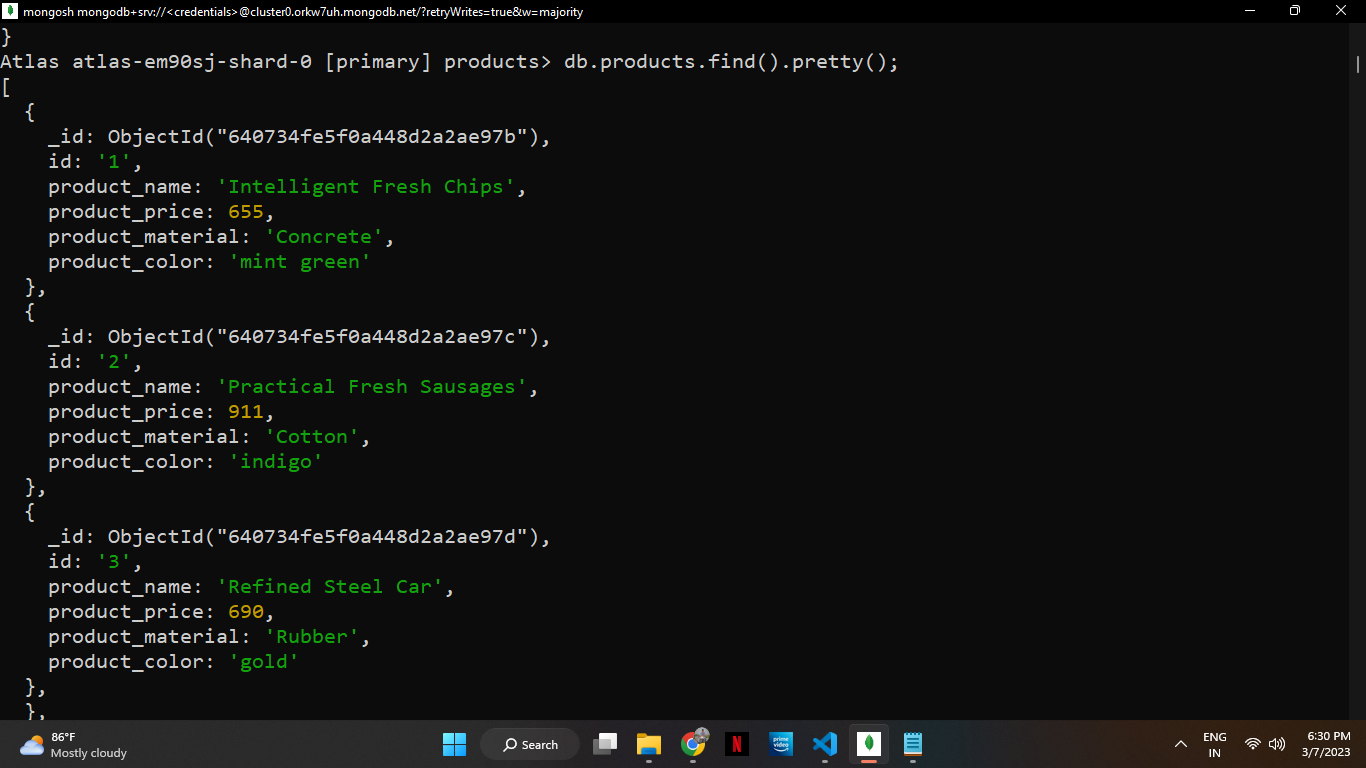 mongosh mongodb+srv://<credentials>@cluster0.orkw7uh.mongodb.net/?retryWrites=true&w=majority
}
Atlas atlas-em90sj-shard-0 [primary] products> db.products.find().pretty();
[
  {
    _id: ObjectId("640734fe5f0a448d2a2ae97b"),
    id: '1',
    product_name: 'Intelligent Fresh Chips',
    product_price: 655,
    product_material: 'Concrete',
    product_color: 'mint green'
  },
  {
    _id: ObjectId("640734fe5f0a448d2a2ae97c"),
    id: '2',
    product_name: 'Practical Fresh Sausages',
    product_price: 911,
    product_material: 'Cotton',
    product_color: 'indigo'
  },
  {
    _id: ObjectId("640734fe5f0a448d2a2ae97d"),
    id: '3',
    product_name: 'Refined Steel Car',
    product_price: 690,
    product_material: 'Rubber',
    product_color: 'gold'
  },
  },
86°F
Mostly cloudy
Search
N
prime video
ENG
IN
6:30 PM
3/7/2023